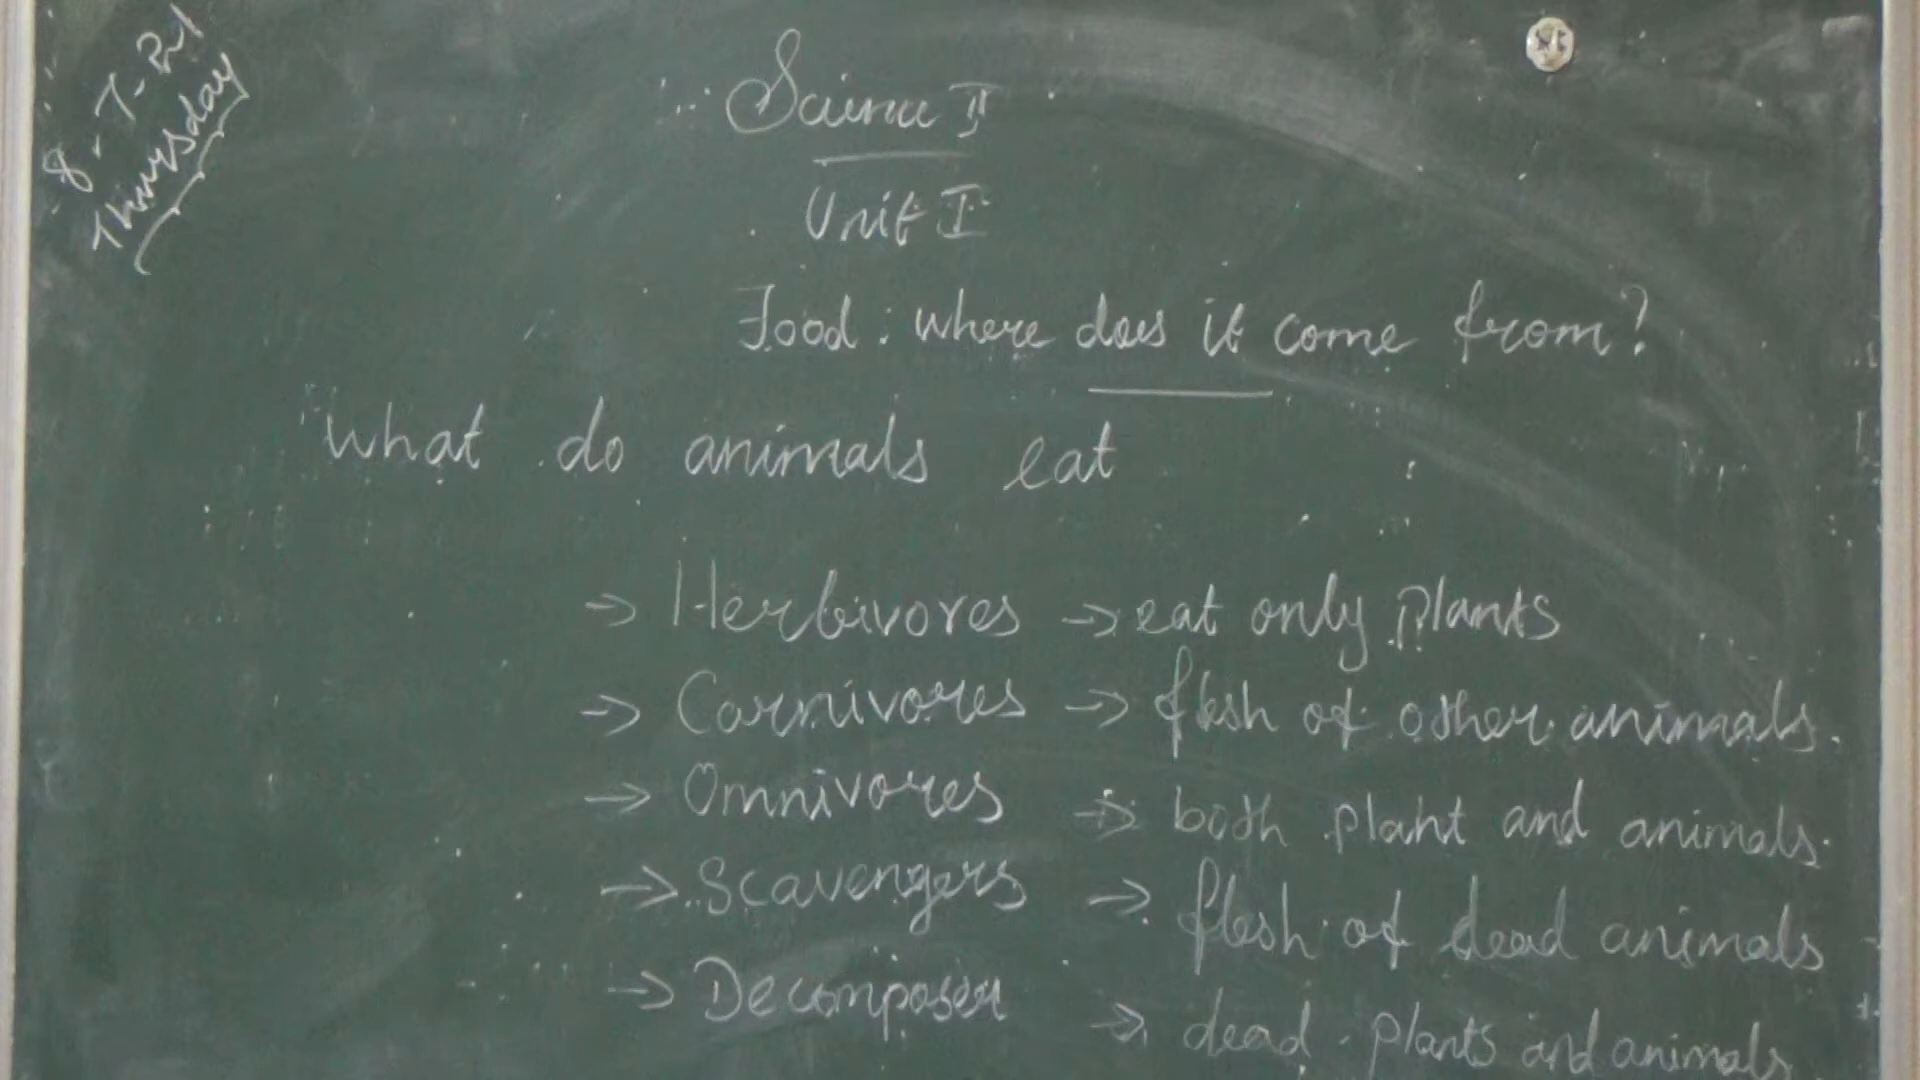 8-7-21
Thursday
Science II
Unit I
Food : where does it come from?
What do animals eat
→ Herbivores → eat only plants
→ Carnivores → flesh of other animals.
→ Omnivores → both plant and animals.
→ Scavengers → flesh of dead animals
→ Decomposer → dead plants and animals